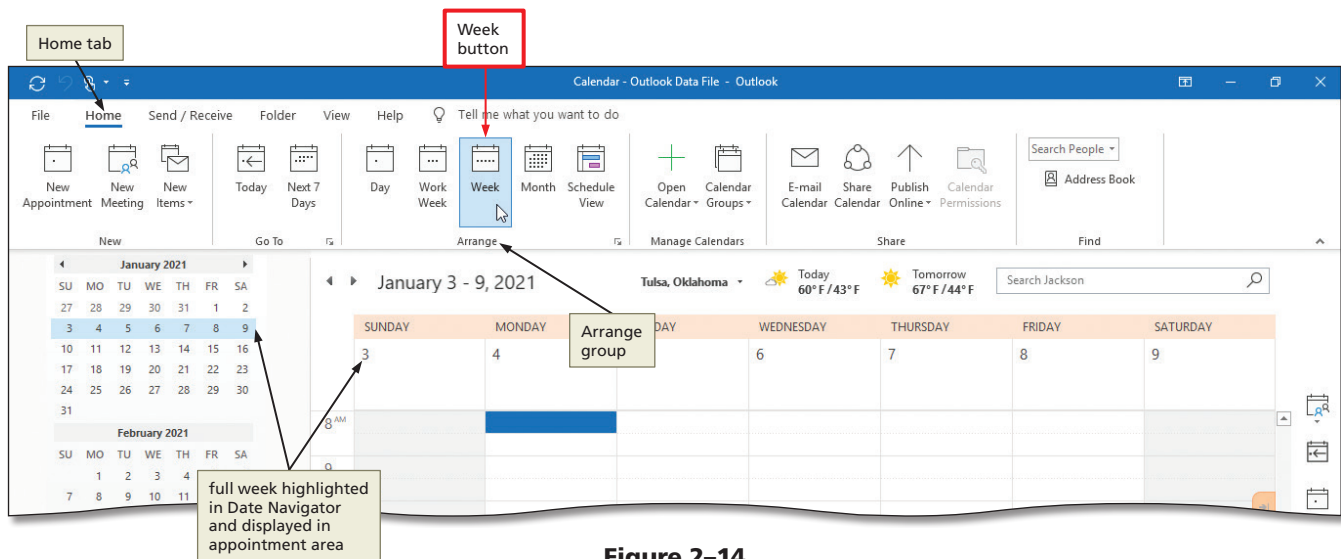 Home tab
Week
button
Calendar - Outlook Data File - Outlook
File Home Send / Receive Folder View Help Tell me what you want to do
New Appointment
New Meeting
New Items
Today
Next 7 Days
Day
Work Week
Week
Month
Schedule View
Open Calendar
Calendar Groups
E-mail Calendar
Share Calendar
Publish Online
Calendar Permissions
Search People
Address Book
New Go To Arrange Manage Calendars Share Find
January 2021
SU MO TU WE TH FR SA
27 28 29 30 31 1 2
3 4 5 6 7 8 9
10 11 12 13 14 15 16
17 18 19 20 21 22 23
24 25 26 27 28 29 30
31
February 2021
SU MO TU WE TH FR SA
1 2 3 4
7 8 9 10 11
January 3 - 9, 2021
Tulsa, Oklahoma
Today
60° F / 43° F
Tomorrow
67° F / 44° F
Search Jackson
SUNDAY MONDAY DAY WEDNESDAY THURSDAY FRIDAY SATURDAY
3 4 6 7 8 9
8 AM
9
Arrange
group
full week highlighted
in Date Navigator
and displayed in
appointment area
Figure 2–14